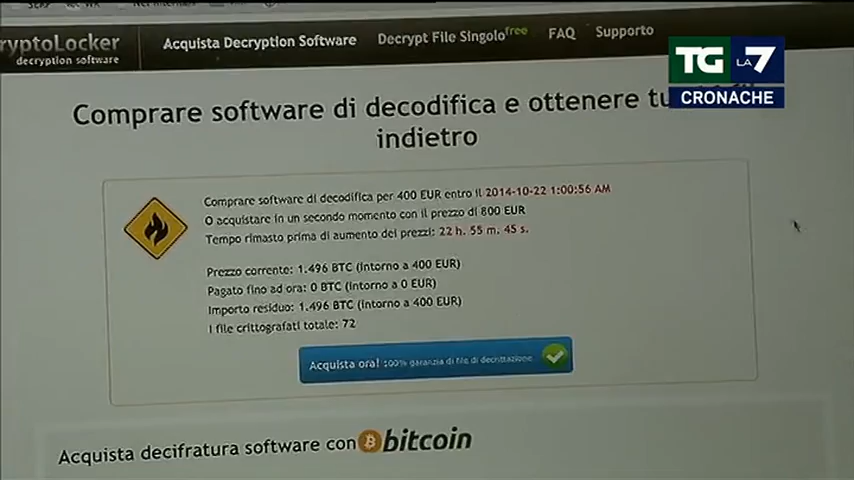 ryptoLocker
decryption software
Acquista Decryption Software
Decrypt File Singolo free
FAQ
Supporto
TG LA7
CRONACHE
Comprare software di decodifica e ottenere
indietro
Comprare software di decodifica per 400 EUR entro il 2014-10-22 1:00:56 AM
O acquistare in un secondo momento con il prezzo di 800 EUR
Tempo rimasto prima di aumento dei prezzi: 22 h. 55 m. 45 s.
Prezzo corrente: 1.496 BTC (intorno a 400 EUR)
Pagato fino ad ora: 0 BTC (intorno a 0 EUR)
Importo residuo: 1.496 BTC (intorno a 400 EUR)
I file crittografati totale: 72
Acquista ora! 100% garanzia di file di decrittazione
Acquista decifratura software con bitcoin